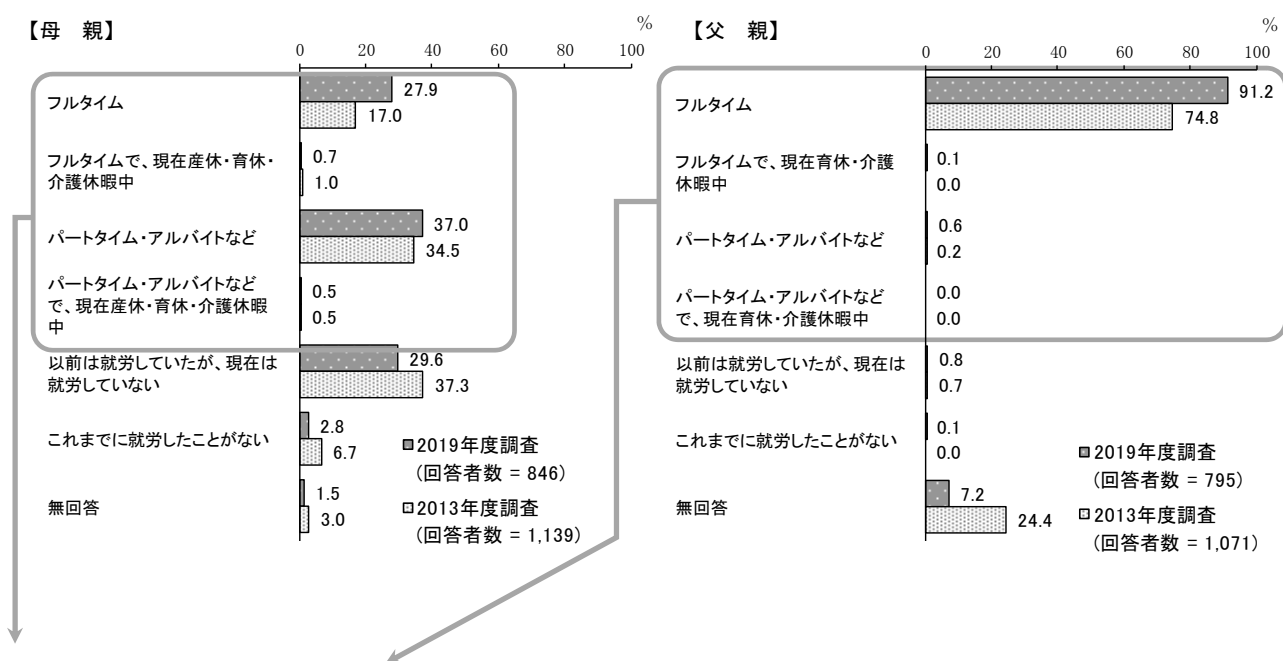 【母　親】
%
0 20 40 60 80 100
フルタイム
27.9
17.0
フルタイムで、現在産休・育休・
介護休暇中
0.7
1.0
パートタイム・アルバイトなど
37.0
34.5
パートタイム・アルバイトなど
で、現在産休・育休・介護休暇
中
0.5
0.5
以前は就労していたが、現在は
就労していない
29.6
37.3
これまでに就労したことがない
2.8
6.7
無回答
1.5
3.0
2019年度調査
(回答者数 = 846)
2013年度調査
(回答者数 = 1,139)
【父　親】
%
0 20 40 60 80 100
フルタイム
91.2
74.8
フルタイムで、現在育休・介護
休暇中
0.1
0.0
パートタイム・アルバイトなど
0.6
0.2
パートタイム・アルバイトなど
で、現在育休・介護休暇中
0.0
0.0
以前は就労していたが、現在は
就労していない
0.8
0.7
これまでに就労したことがない
0.1
0.0
無回答
7.2
24.4
2019年度調査
(回答者数 = 795)
2013年度調査
(回答者数 = 1,071)